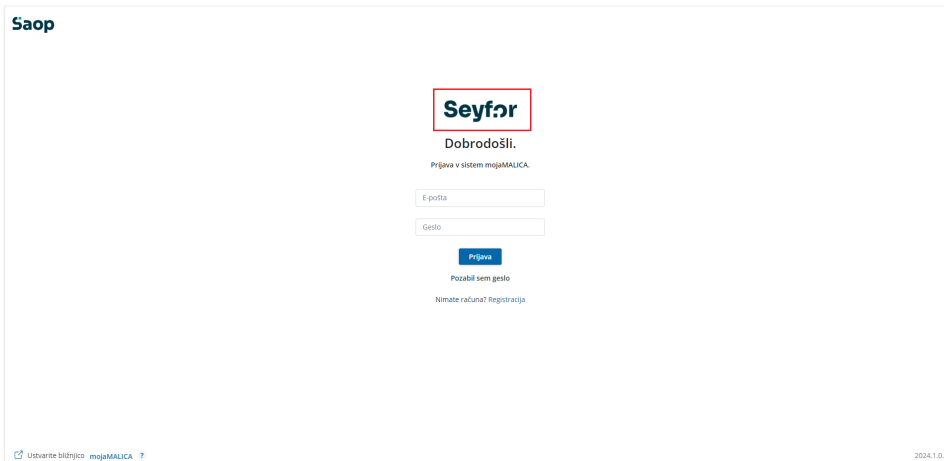 Saop
Seyfor
Dobrodošli.
Prijava v sistem mojaMALICA.
E-pošta
Geslo
Prijava
Pozabil sem geslo
Nimate računa? Registracija
Ustvarite bližnjico mojaMALICA ?
2024.1.0.